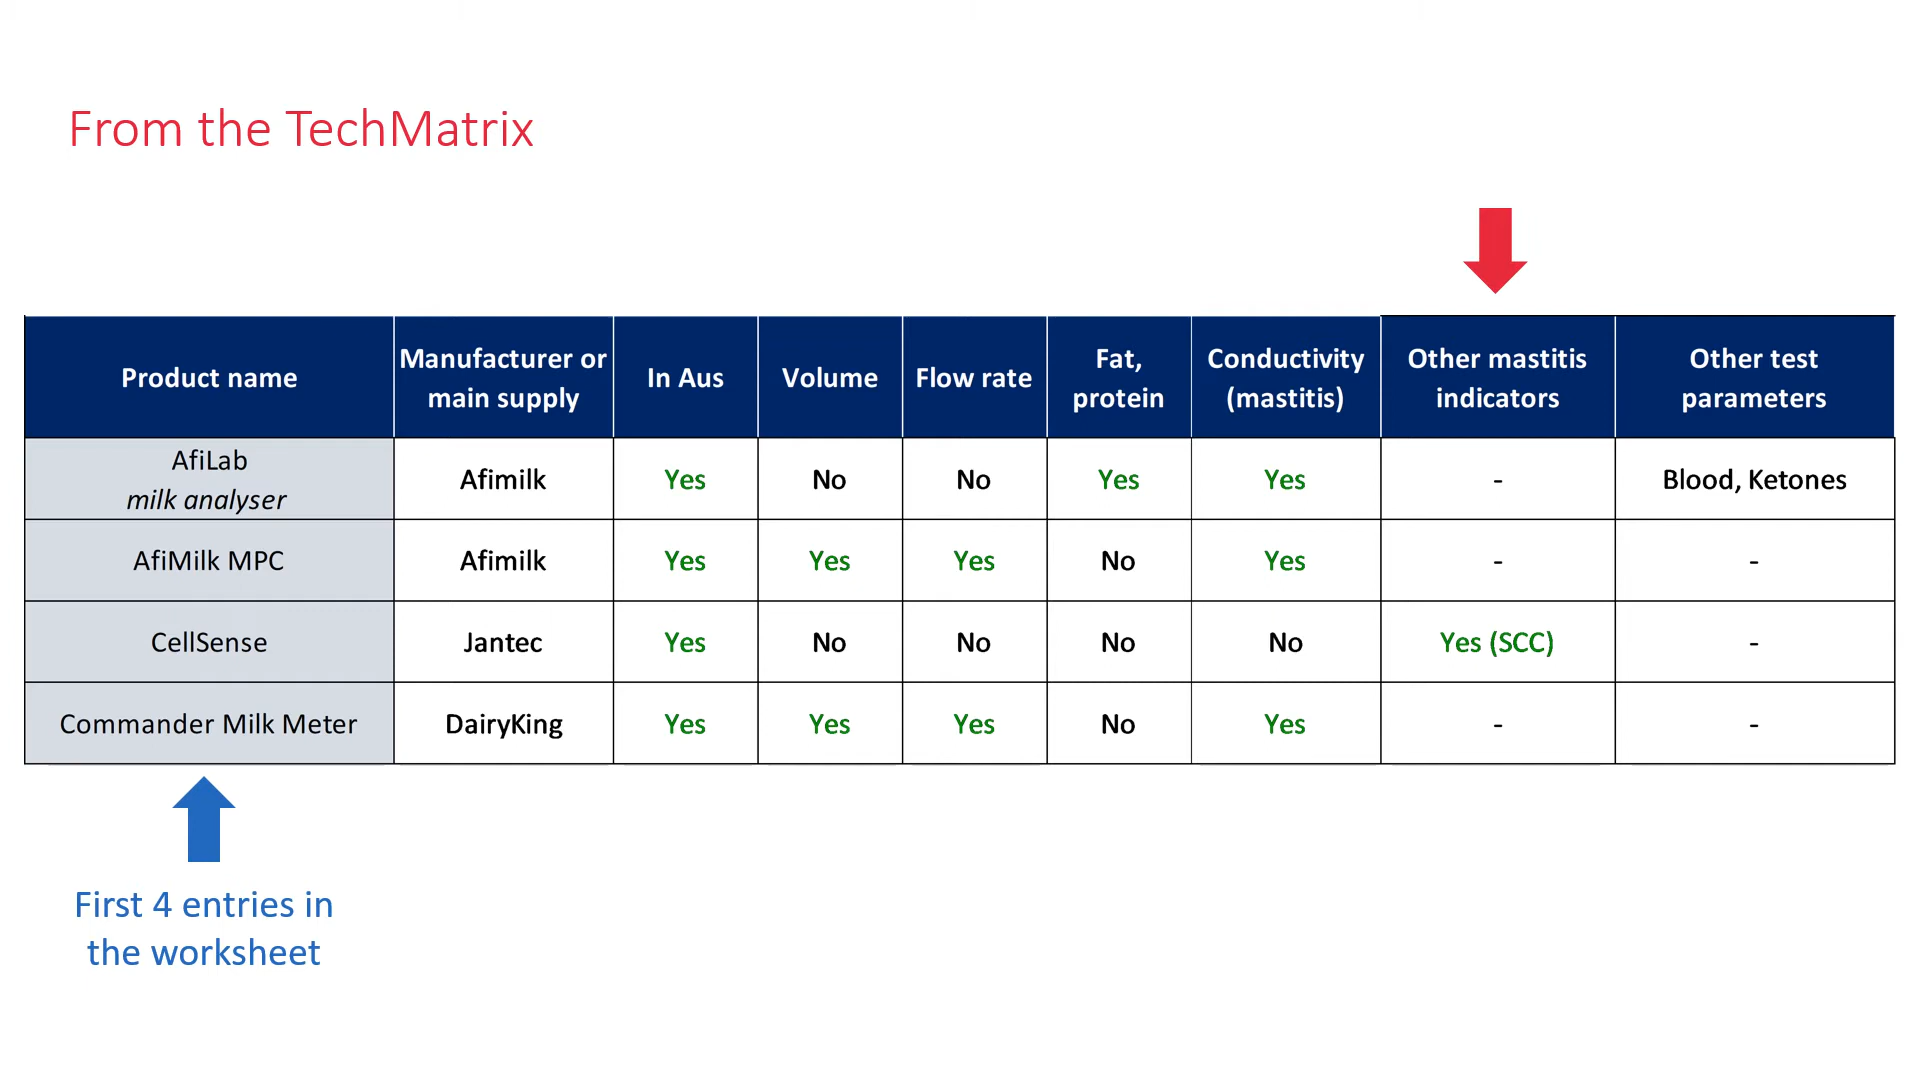 From the TechMatrix
Product name
Manufacturer or
main supply
In Aus
Volume
Flow rate
Fat,
protein
Conductivity
(mastitis)
Other mastitis
indicators
Other test
parameters
AfiLab
milk analyser
Afimilk
Yes
No
No
Yes
Yes
-
Blood, Ketones
AfiMilk MPC
Afimilk
Yes
Yes
Yes
No
Yes
-
-
CellSense
Jantec
Yes
No
No
No
No
Yes (SCC)
-
Commander Milk Meter
DairyKing
Yes
Yes
Yes
No
Yes
-
-
First 4 entries in
the worksheet